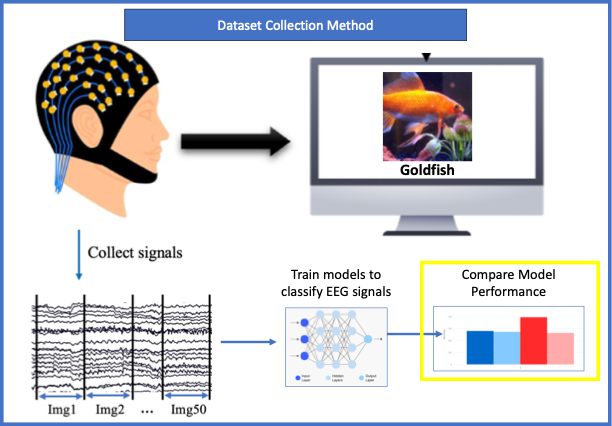 Dataset Collection Method
Goldfish
Collect signals
Train models to
classify EEG signals
Compare Model
Performance
Input
Layer
Hidden
Layers
Output
Layer
Img1
Img2
...
Img50